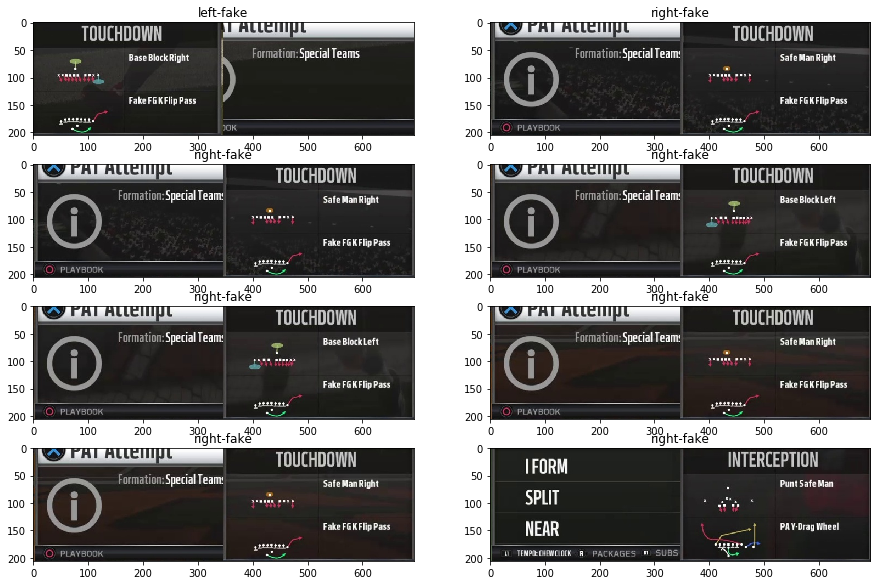 left-fake
TOUCHDOWN
PAT Attempt
Base Block Right
Formation: Special Teams
Fake FG K Flip Pass
0
50
100
150
200
0 100 200 300 400 500 600
right-fake
PAT Attempt
TOUCHDOWN
Formation: Special Teams
Safe Man Right
Fake FG K Flip Pass
PLAYBOOK
0
50
100
150
200
0 100 200 300 400 500 600
right-fake
PAT Attempt
TOUCHDOWN
Formation: Special Teams
Safe Man Right
Fake FG K Flip Pass
PLAYBOOK
0
50
100
150
200
0 100 200 300 400 500 600
right-fake
PAT Attempt
TOUCHDOWN
Formation: Special Teams
Base Block Left
Fake FG K Flip Pass
PLAYBOOK
0
50
100
150
200
0 100 200 300 400 500 600
right-fake
PAT Attempt
TOUCHDOWN
Formation: Special Teams
Base Block Left
Fake FG K Flip Pass
PLAYBOOK
0
50
100
150
200
0 100 200 300 400 500 600
right-fake
PAT Attempt
TOUCHDOWN
Formation: Special Teams
Safe Man Right
Fake FG K Flip Pass
PLAYBOOK
0
50
100
150
200
0 100 200 300 400 500 600
right-fake
PAT Attempt
TOUCHDOWN
Formation: Special Teams
Safe Man Right
Fake FG K Flip Pass
PLAYBOOK
0
50
100
150
200
0 100 200 300 400 500 600
right-fake
I FORM
SPLIT
NEAR
INTERCEPTION
Punt Safe Man
PA Y-Drag Wheel
TEMPO: CHEW CLOCK PACKAGES SUBS
0
50
100
150
200
0 100 200 300 400 500 600